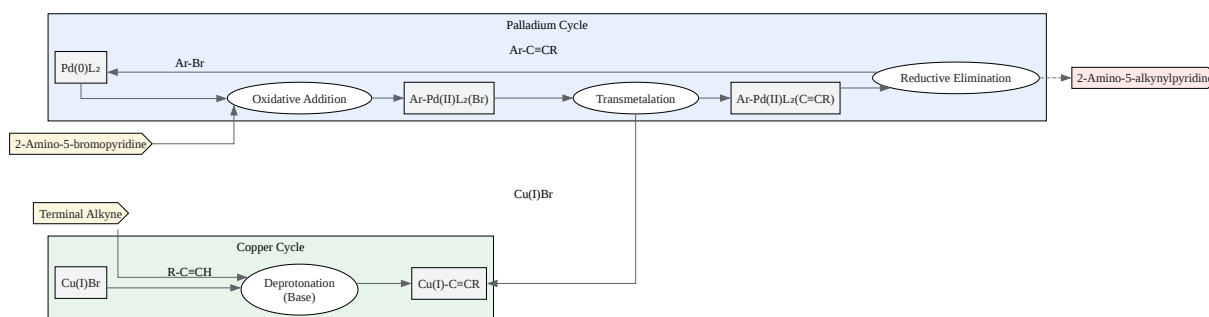 Palladium Cycle
Ar-C≡CR
Pd(0)L₂
Ar-Br
Reductive Elimination
2-Amino-5-alkynylpyridine
Oxidative Addition
Ar-Pd(II)L₂(Br)
Transmetalation
Ar-Pd(II)L₂(C≡CR)
2-Amino-5-bromopyridine
Cu(I)Br
Terminal Alkyne
Copper Cycle
R-C≡CH
Cu(I)Br
Deprotonation
(Base)
Cu(I)-C≡CR